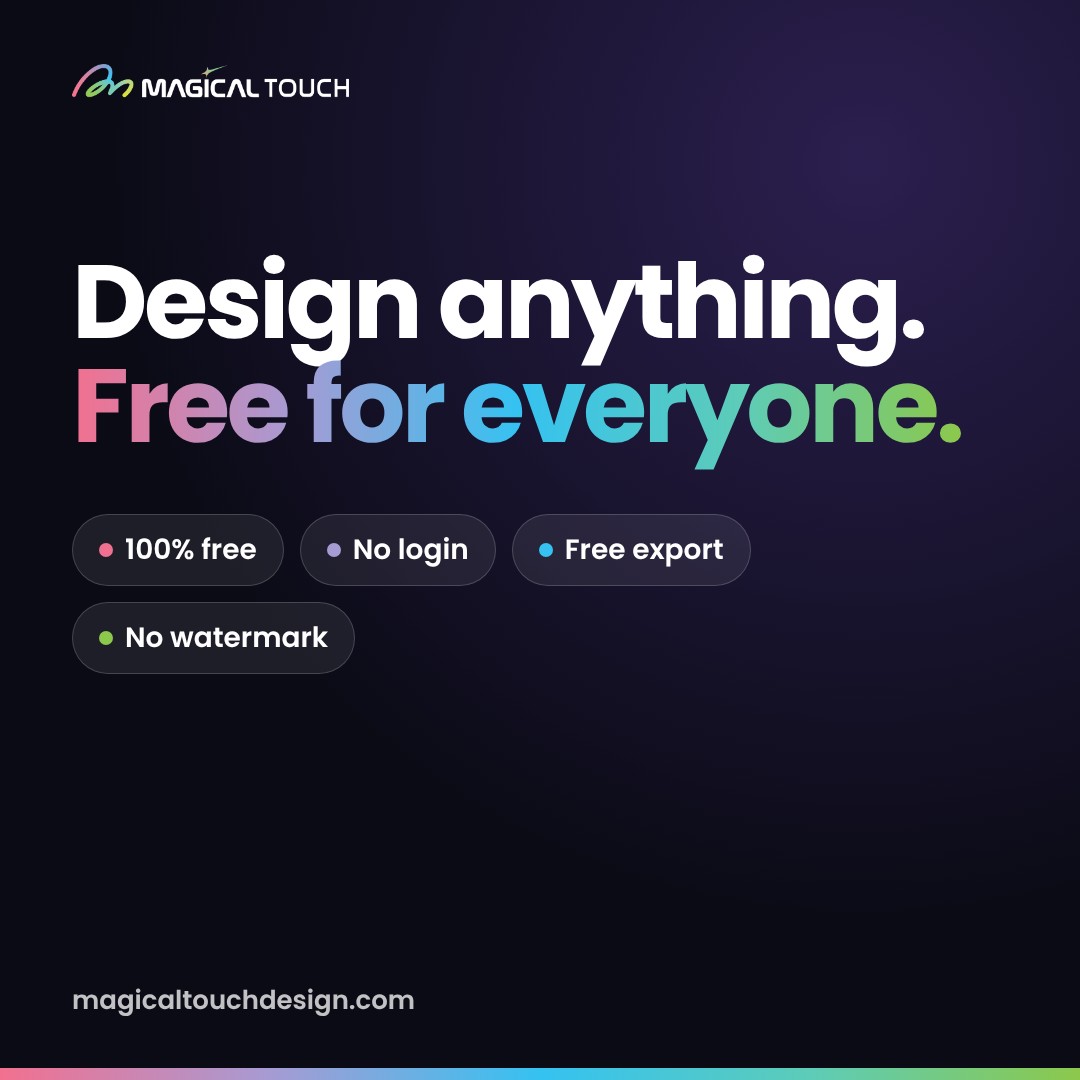 MAGICAL TOUCH
Design anything.
Free for everyone.
100% free
No login
Free export
No watermark
magicaltouchdesign.com